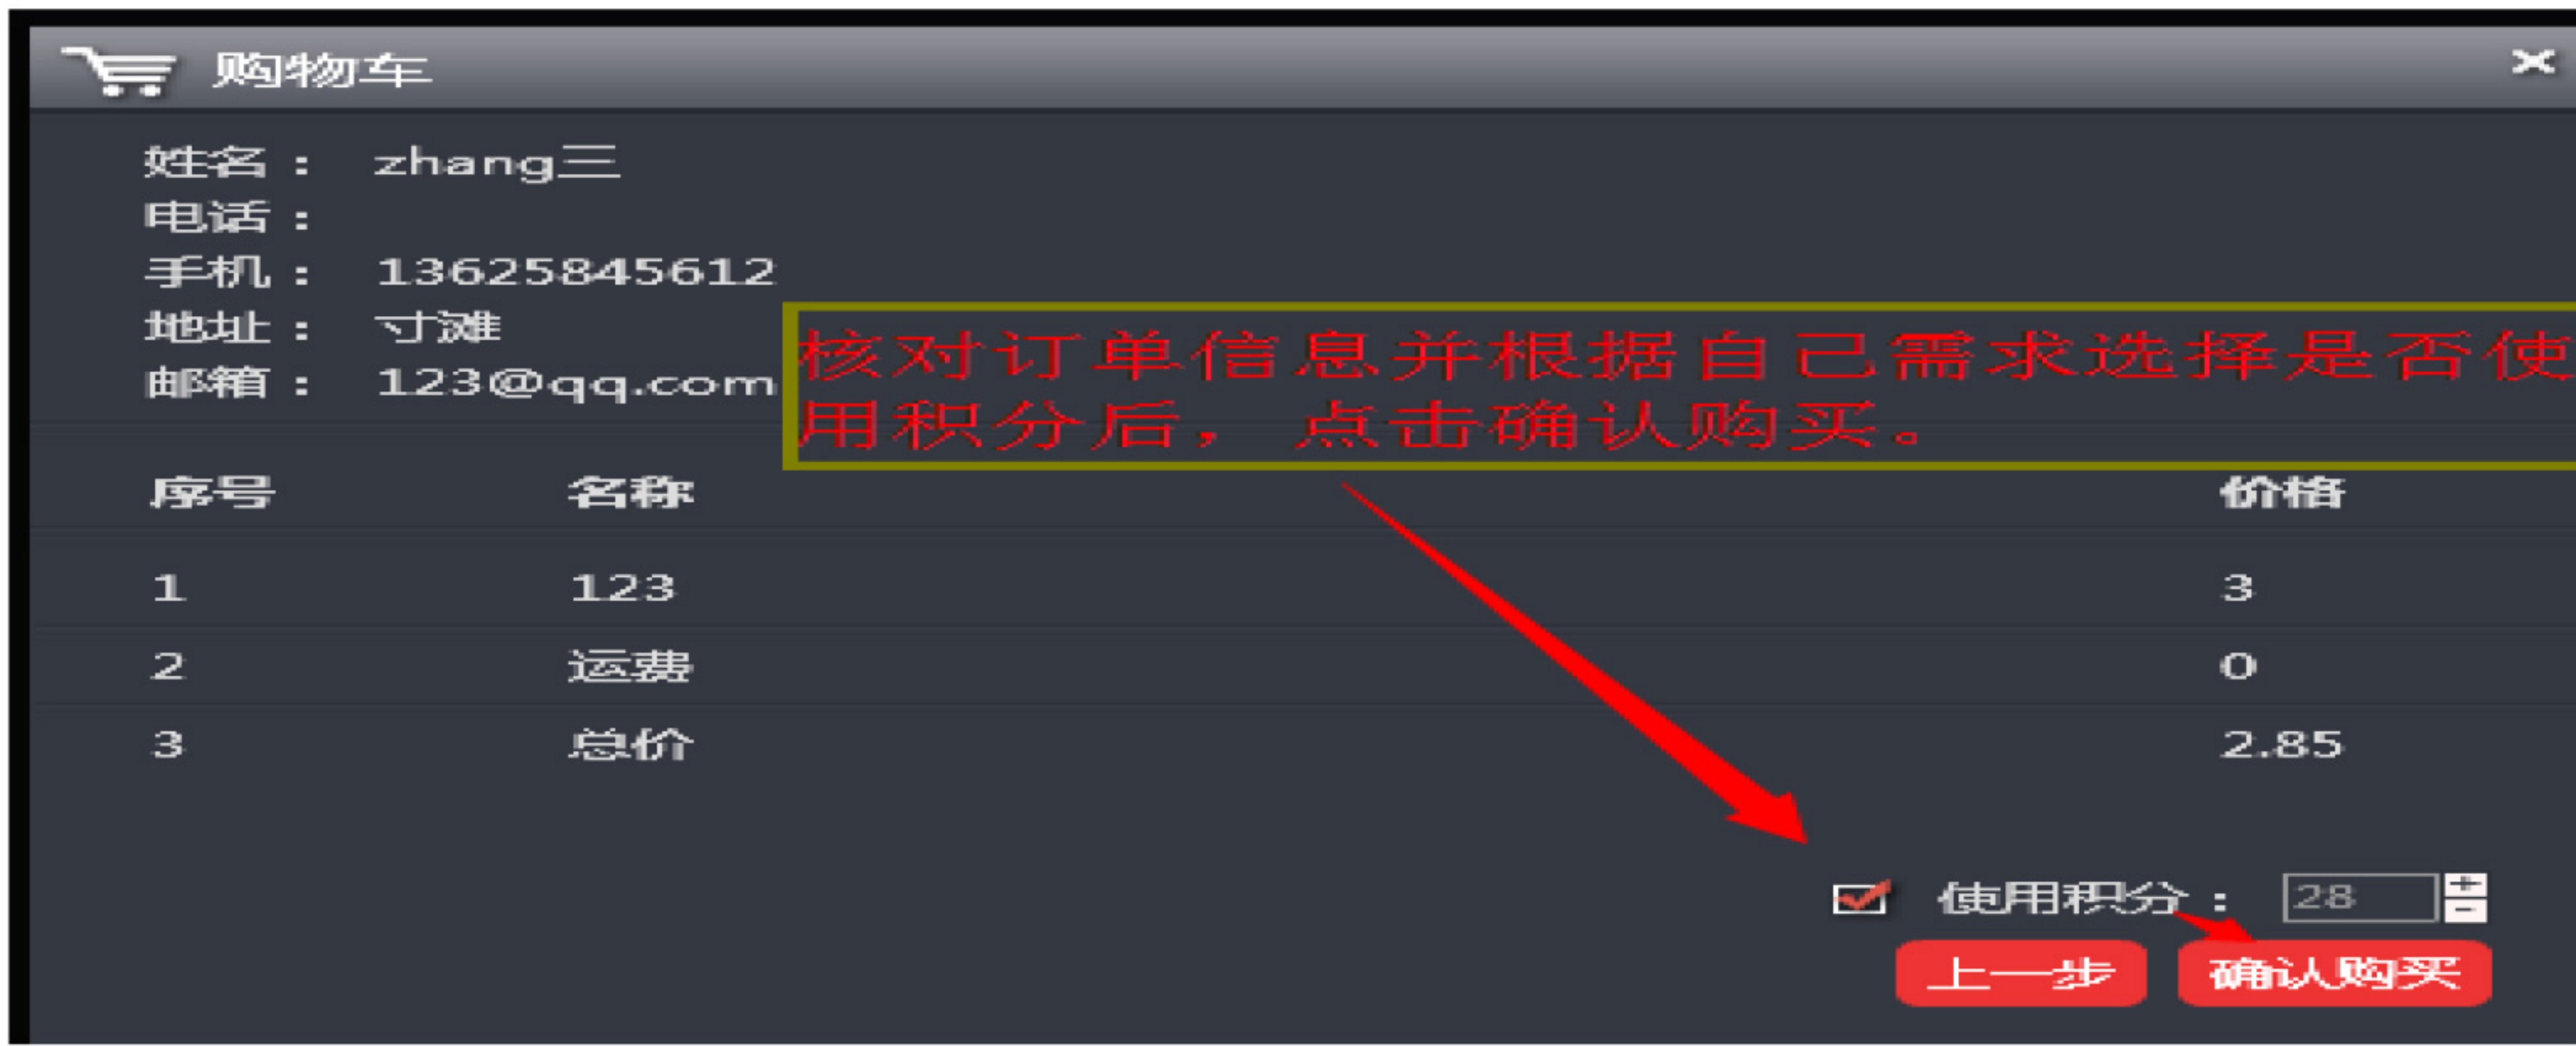 购物车
姓名： zhang三
电话：
手机： 13625845612
地址： 寸滩
邮箱： 123@qq.com
核对订单信息并根据自己需求选择是否使
用积分后，点击确认购买。
序号 名称 价格
1 123 3
2 运费 0
3 总价 2.85
使用积分： 28
上一步 确认购买